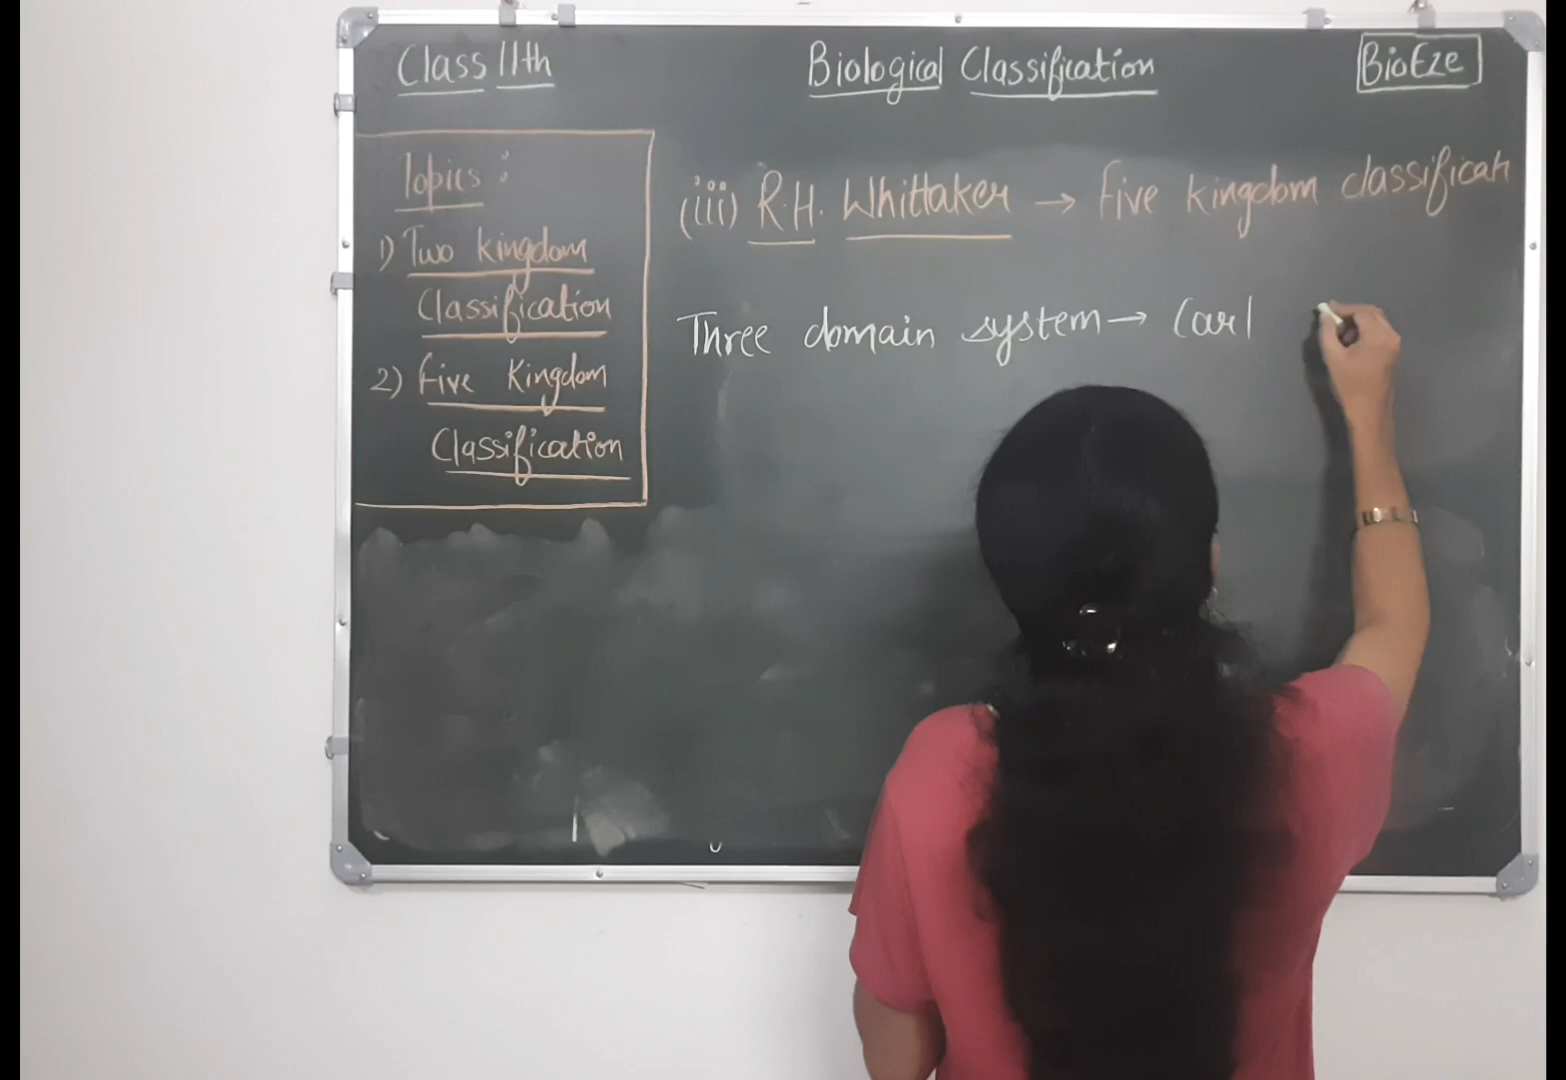 Class 11th
Biological Classification
BioEze
Topics :
1) Two kingdom
Classification
2) Five Kingdom
Classification
(iii) R.H. Whittaker → Five kingdom classificati
Three domain system → Carl